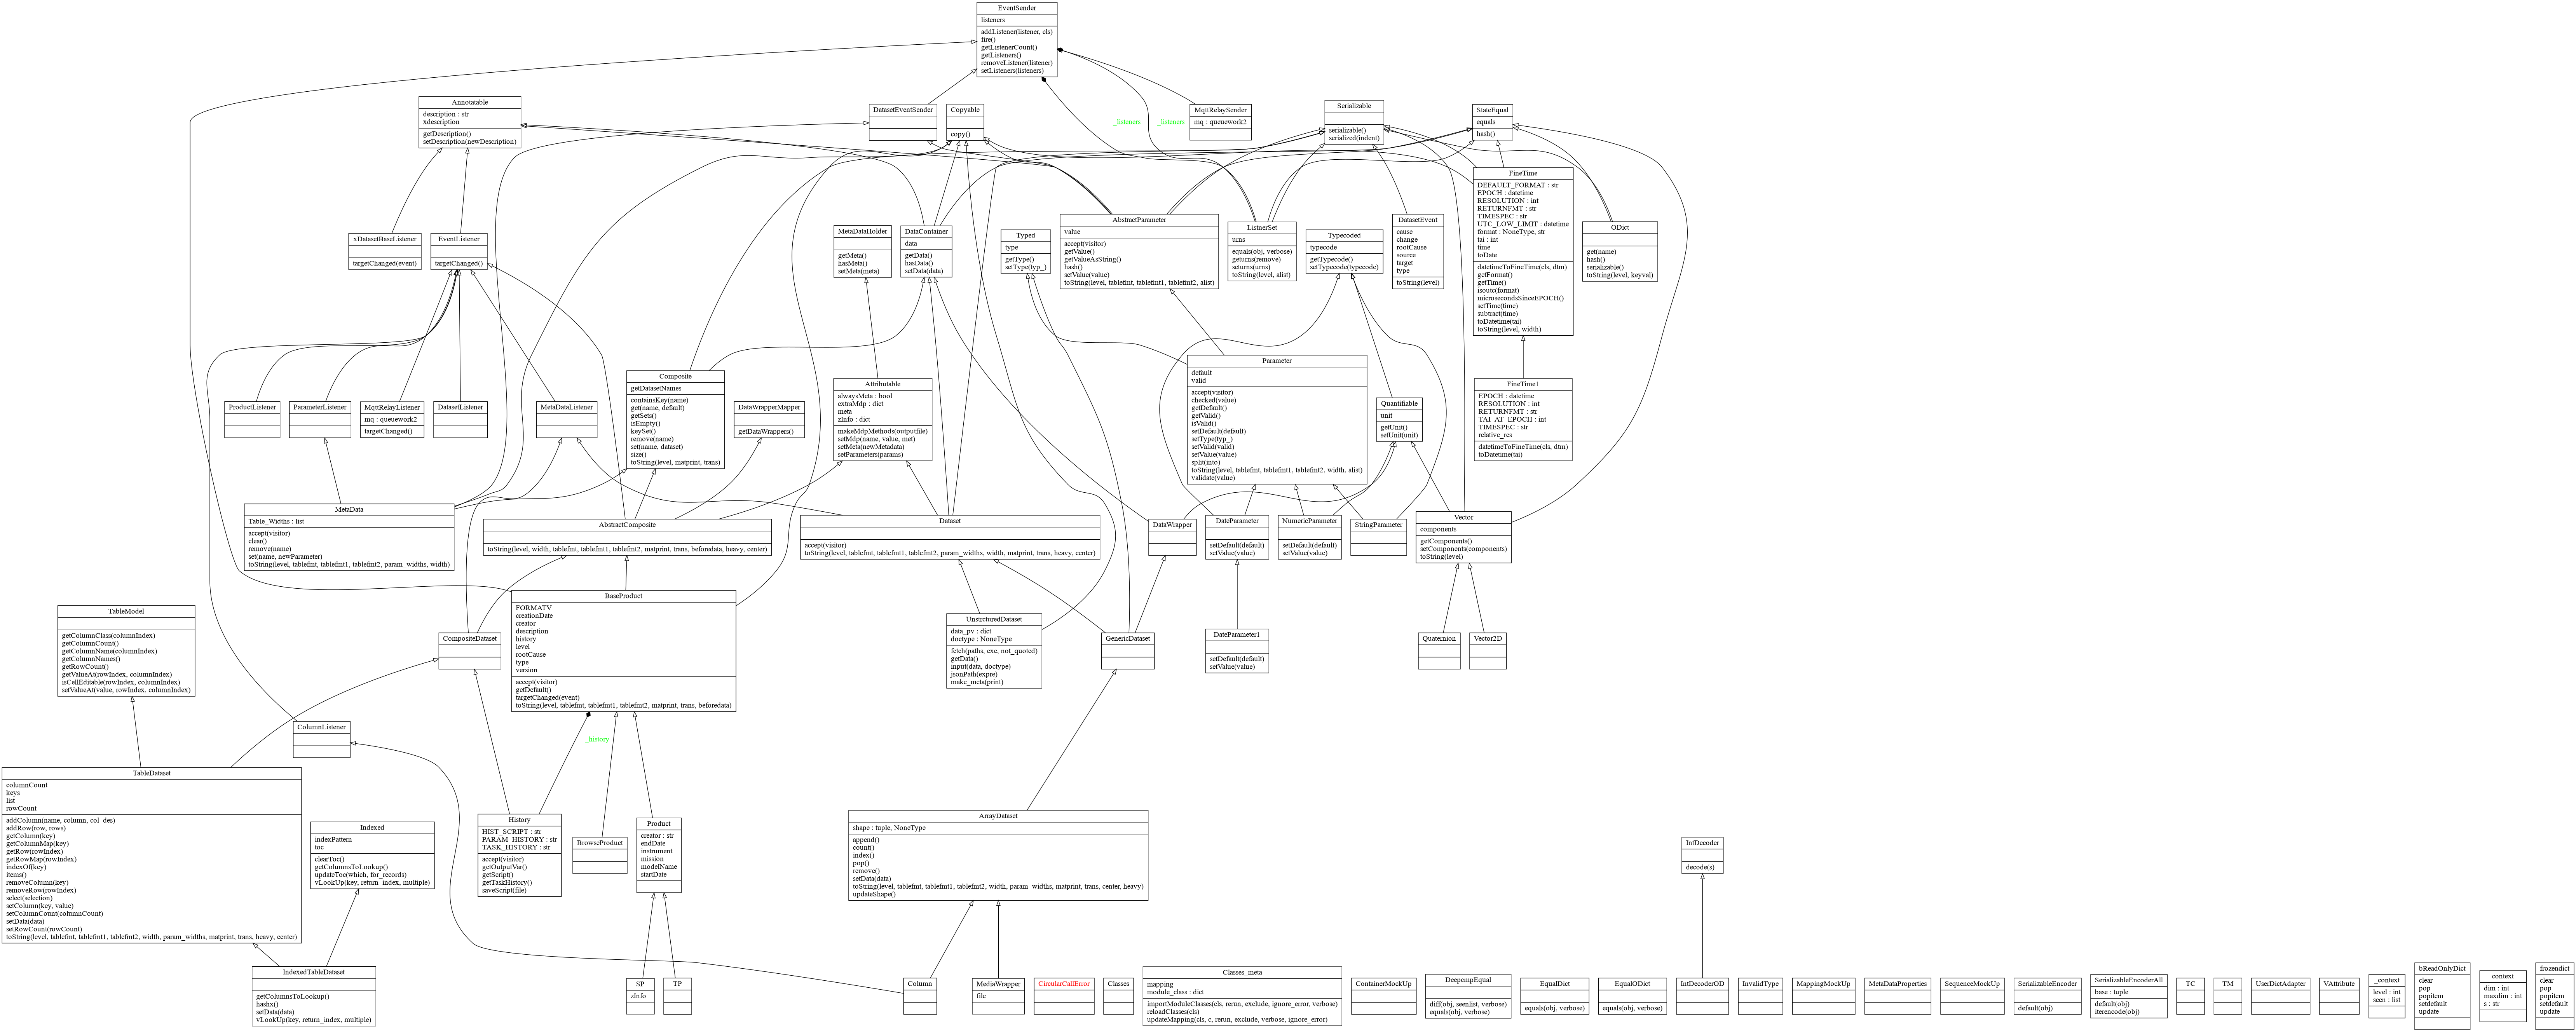 EventSender
listeners
addListener(listener, cls)
fire()
getListenerCount()
getListeners()
removeListener(listener)
setListeners(listeners)
Annotatable
description : str
xdescription
getDescription()
setDescription(newDescription)
DatasetEventSender
Copyable
copy()
_listeners
_listeners
MqttRelaySender
mq : queuework2
Serializable
serializable()
serialized(indent)
StateEqual
equals
hash()
xDatasetBaseListener
targetChanged(event)
EventListener
targetChanged()
MetaDataHolder
getMeta()
hasMeta()
setMeta(meta)
DataContainer
data
getData()
hasData()
setData(data)
Typed
type
getType()
setType(typ_)
AbstractParameter
value
accept(visitor)
getValue()
getValueAsString()
hash()
setValue(value)
toString(level, tablefmt, tablefmt1, tablefmt2, alist)
ListnerSet
urns
equals(obj, verbose)
geturns(remove)
seturns(urns)
toString(level, alist)
Typecoded
typecode
getTypecode()
setTypecode(typecode)
DatasetEvent
cause
change
rootCause
source
target
type
toString(level)
FineTime
DEFAULT_FORMAT : str
EPOCH : datetime
RESOLUTION : int
RETURNFMT : str
TIMESPEC : str
UTC_LOW_LIMIT : datetime
format : NoneType, str
tai : int
time
toDate
datetimeToFineTime(cls, dtm)
getFormat()
getTime()
isoutc(format)
microsecondsSinceEPOCH()
setTime(time)
subtract(time)
toDatetime(tai)
toString(level, width)
ODict
get(name)
hash()
serializable()
toString(level, keyval)
ProductListener
ParameterListener
MqttRelayListener
mq : queuework2
targetChanged()
DatasetListener
MetaDataListener
Composite
getDatasetNames
containsKey(name)
get(name, default)
getSets()
isEmpty()
keySet()
remove(name)
set(name, dataset)
size()
toString(level, matprint, trans)
DataWrapperMapper
getDataWrappers()
Attributable
alwaysMeta : bool
extraMdp : dict
meta
zInfo : dict
makeMdpMethods(outputfile)
setMdp(name, value, met)
setMeta(newMetadata)
setParameters(params)
Parameter
default
valid
accept(visitor)
checked(value)
getDefault()
getValid()
isValid()
setDefault(default)
setType(typ_)
setValid(valid)
setValue(value)
split(into)
toString(level, tablefmt, tablefmt1, tablefmt2, width, alist)
validate(value)
Quantifiable
unit
getUnit()
setUnit(unit)
FineTime1
EPOCH : datetime
RESOLUTION : int
RETURNFMT : str
TAI_AT_EPOCH : int
TIMESPEC : str
relative_res
datetimeToFineTime(cls, dtm)
toDatetime(tai)
MetaData
Table_Widths : list
accept(visitor)
clear()
remove(name)
set(name, newParameter)
toString(level, tablefmt, tablefmt1, tablefmt2, param_widths, width)
AbstractComposite
toString(level, width, tablefmt, tablefmt1, tablefmt2, matprint, trans, beforedata, heavy, center)
Dataset
accept(visitor)
toString(level, tablefmt, tablefmt1, tablefmt2, param_widths, width, matprint, trans, heavy, center)
DataWrapper
DateParameter
setDefault(default)
setValue(value)
NumericParameter
setDefault(default)
setValue(value)
StringParameter
Vector
components
getComponents()
setComponents(components)
toString(level)
TableModel
getColumnClass(columnIndex)
getColumnCount()
getColumnName(columnIndex)
getColumnNames()
getRowCount()
getValueAt(rowIndex, columnIndex)
isCellEditable(rowIndex, columnIndex)
setValueAt(value, rowIndex, columnIndex)
CompositeDataset
BaseProduct
FORMATV
creationDate
creator
description
history
level
rootCause
type
version
accept(visitor)
getDefault()
targetChanged(event)
toString(level, tablefmt, tablefmt1, tablefmt2, matprint, trans, beforedata)
UnstrcturedDataset
data_pv : dict
doctype : NoneType
fetch(paths, exe, not_quoted)
getData()
input(data, doctype)
jsonPath(expre)
make_meta(print)
GenericDataset
DateParameter1
setDefault(default)
setValue(value)
Quaternion
Vector2D
ColumnListener
_history
TableDataset
columnCount
keys
list
rowCount
addColumn(name, column, col_des)
addRow(row, rows)
getColumn(key)
getColumnMap(key)
getRow(rowIndex)
getRowMap(rowIndex)
indexOf(key)
items()
removeColumn(key)
removeRow(rowIndex)
select(selection)
setColumn(key, value)
setColumnCount(columnCount)
setData(data)
setRowCount(rowCount)
toString(level, tablefmt, tablefmt1, tablefmt2, width, param_widths, matprint, trans, heavy, center)
Indexed
indexPattern
toc
clearToc()
getColumnsToLookup()
updateToc(which, for_records)
vLookUp(key, return_index, multiple)
History
HIST_SCRIPT : str
PARAM_HISTORY : str
TASK_HISTORY : str
accept(visitor)
getOutputVar()
getScript()
getTaskHistory()
saveScript(file)
BrowseProduct
Product
creator : str
endDate
instrument
mission
modelName
startDate
ArrayDataset
shape : tuple, NoneType
append()
count()
index()
pop()
remove()
setData(data)
toString(level, tablefmt, tablefmt1, tablefmt2, width, param_widths, matprint, trans, center, heavy)
updateShape()
IntDecoder
decode(s)
IndexedTableDataset
getColumnsToLookup()
hashx()
setData(data)
vLookUp(key, return_index, multiple)
SP
zInfo
TP
Column
MediaWrapper
file
CircularCallError
Classes
Classes_meta
mapping
module_class : dict
importModuleClasses(cls, rerun, exclude, ignore_error, verbose)
reloadClasses(cls)
updateMapping(cls, c, rerun, exclude, verbose, ignore_error)
ContainerMockUp
DeepcmpEqual
diff(obj, seenlist, verbose)
equals(obj, verbose)
EqualDict
equals(obj, verbose)
EqualODict
equals(obj, verbose)
IntDecoderOD
InvalidType
MappingMockUp
MetaDataProperties
SequenceMockUp
SerializableEncoder
default(obj)
SerializableEncoderAll
base : tuple
default(obj)
iterencode(obj)
TC
TM
UserDictAdapter
VAttribute
_context
level : int
seen : list
bReadOnlyDict
clear
pop
popitem
setdefault
update
context
dim : int
maxdim : int
s : str
frozendict
clear
pop
popitem
setdefault
update